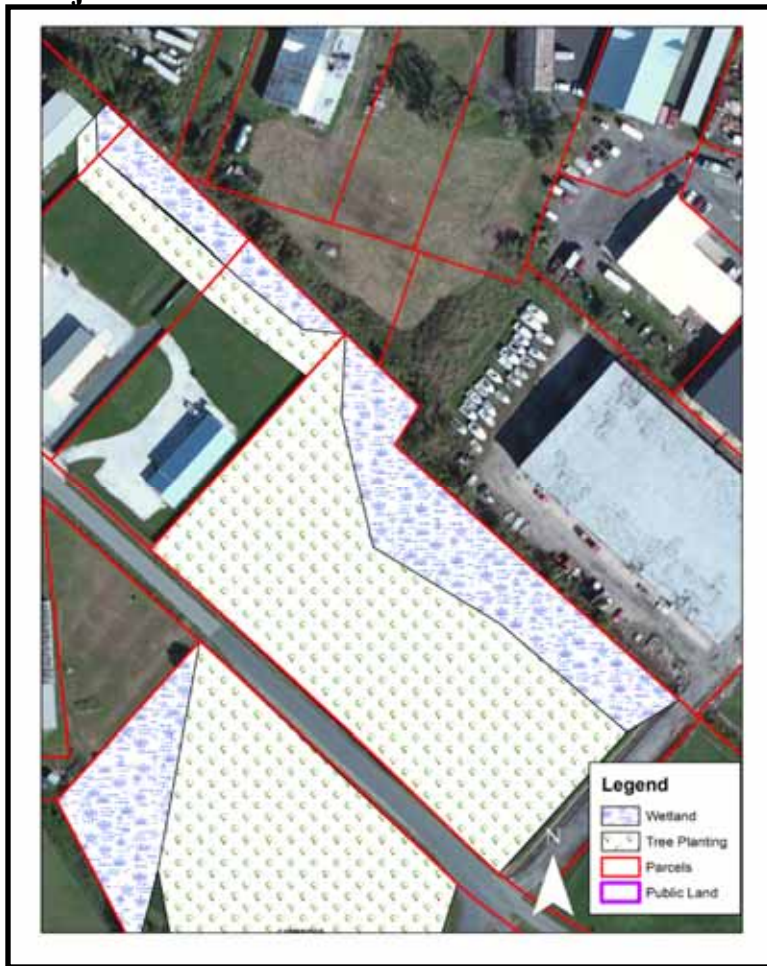 Legend
Wetland
Tree Planting
Parcels
Public Land
N